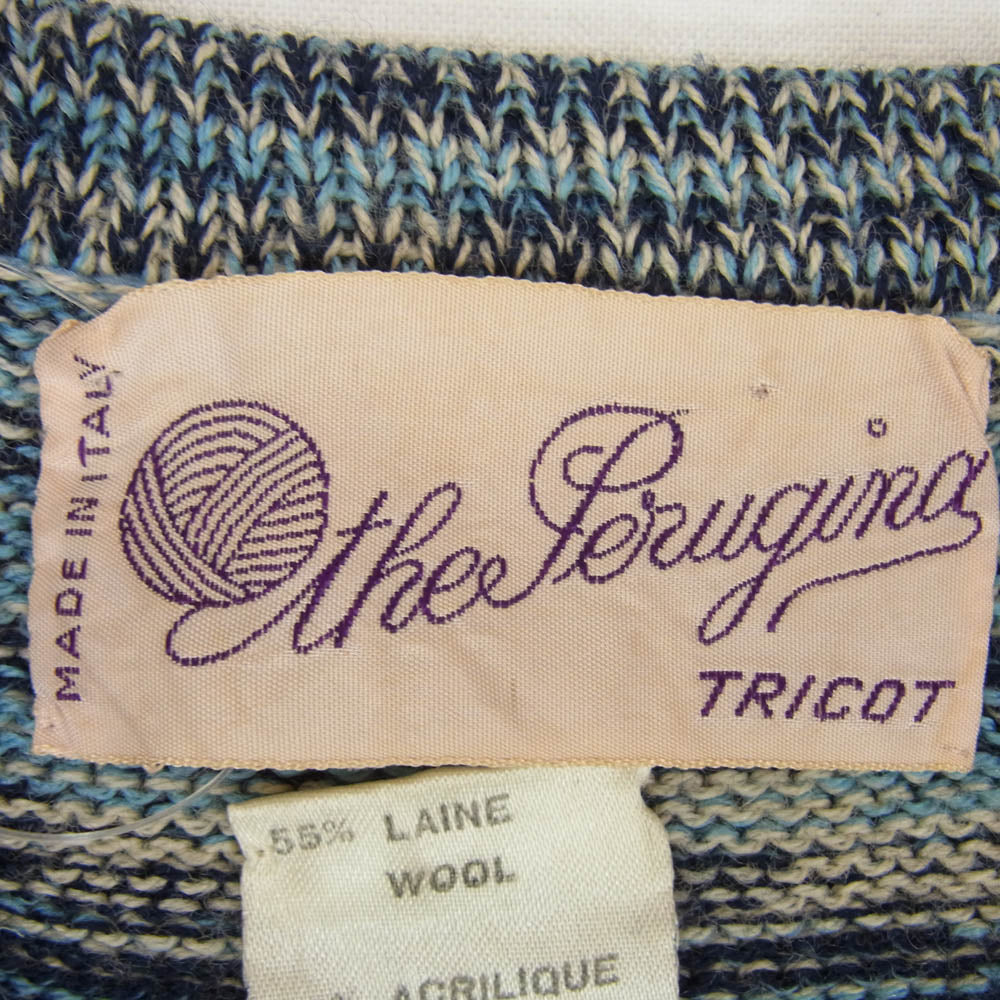 MADE IN ITALY
the Perugina
TRICOT
.55% LAINE
WOOL
% ACRILIQUE